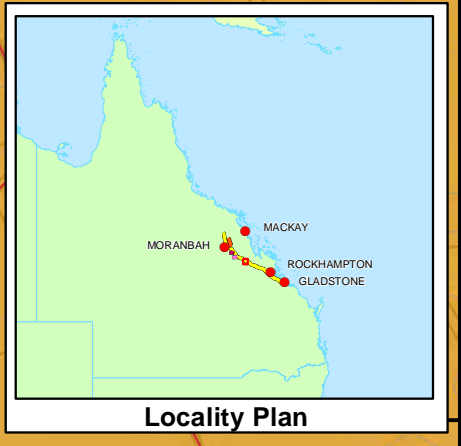 MACKAY
MORANBAH
ROCKHAMPTON
GLADSTONE
Locality Plan